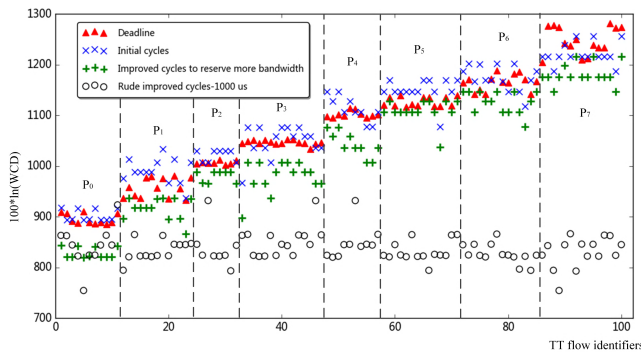 1300
1200
1100
1000
900
800
700
100*ln(WCD)
Deadline
Initial cycles
Improved cycles to reserve more bandwidth
Rude improved cycles-1000 us
P0
P1
P2
P3
P4
P5
P6
P7
0 20 40 60 80 100
TT flow identifiers